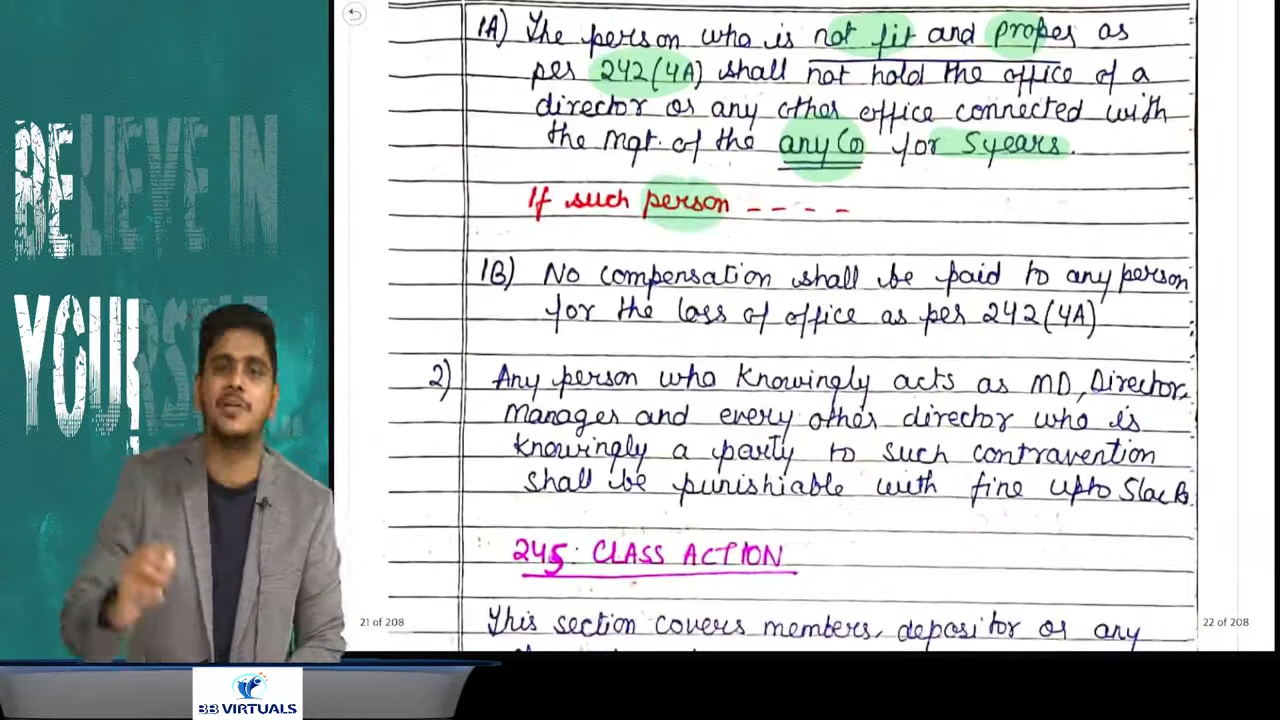 BELIEVE IN
YOURSELF
1A) The person who is not fit and proper as
per 242(4A) shall not hold the office of a
director or any other office connected with
the Mgt. of the any Co for 5 years.
If such person - - - -
1B) No compensation shall be paid to any person
for the loss of office as per 242(4A)
2) Any person who knowingly acts as MD, Director,
Manager and every other director who is
knowingly a party to such contravention
shall be punishiable with fine upto 5 lacs.
245. CLASS ACTION
21 of 208
22 of 208
This section covers members, depositor or any
BB VIRTUALS